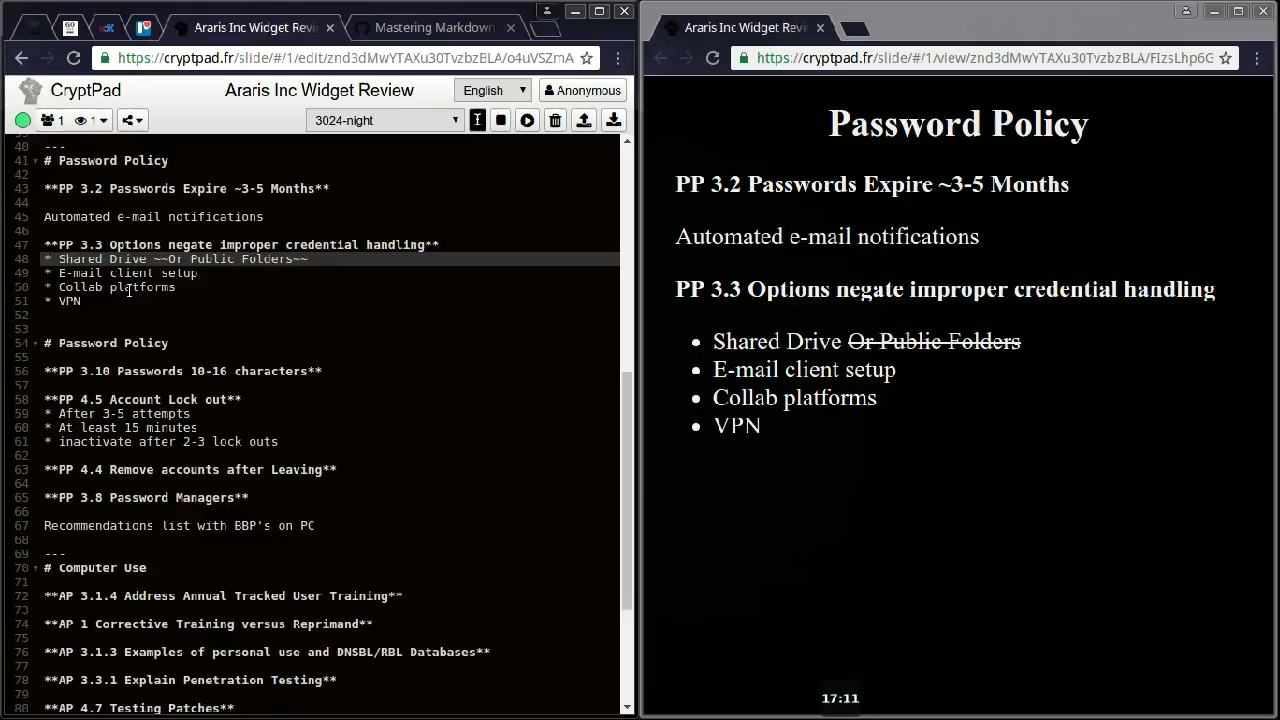 GO
Araris Inc Widget Revi
Mastering Markdown
https://cryptpad.fr/slide/#/1/edit/znd3dMwYTAXu30TvzbzBLA/o4uVSZmA
CryptPad
Araris Inc Widget Review
English
Anonymous
1
1
3024-night
39
40 ---
41 # Password Policy
42
43 **PP 3.2 Passwords Expire ~3-5 Months**
44
45 Automated e-mail notifications
46
47 **PP 3.3 Options negate improper credential handling**
48 * Shared Drive ~~Or Public Folders~~
49 * E-mail client setup
50 * Collab platforms
51 * VPN
52
53
54 # Password Policy
55
56 **PP 3.10 Passwords 10-16 characters**
57
58 **PP 4.5 Account Lock out**
59 * After 3-5 attempts
60 * At least 15 minutes
61 * inactivate after 2-3 lock outs
62
63 **PP 4.4 Remove accounts after Leaving**
64
65 **PP 3.8 Password Managers**
66
67 Recommendations list with BBP's on PC
68
69 ---
70 # Computer Use
71
72 **AP 3.1.4 Address Annual Tracked User Training**
73
74 **AP 1 Corrective Training versus Reprimand**
75
76 **AP 3.1.3 Examples of personal use and DNSBL/RBL Databases**
77
78 **AP 3.3.1 Explain Penetration Testing**
79
80 **AP 4.7 Testing Patches**
Araris Inc Widget Revi
https://cryptpad.fr/slide/#/1/view/znd3dMwYTAXu30TvzbzBLA/FIzsLhp6G
Password Policy
PP 3.2 Passwords Expire ~3-5 Months
Automated e-mail notifications
PP 3.3 Options negate improper credential handling
• Shared Drive Or Public Folders
• E-mail client setup
• Collab platforms
• VPN
17:11